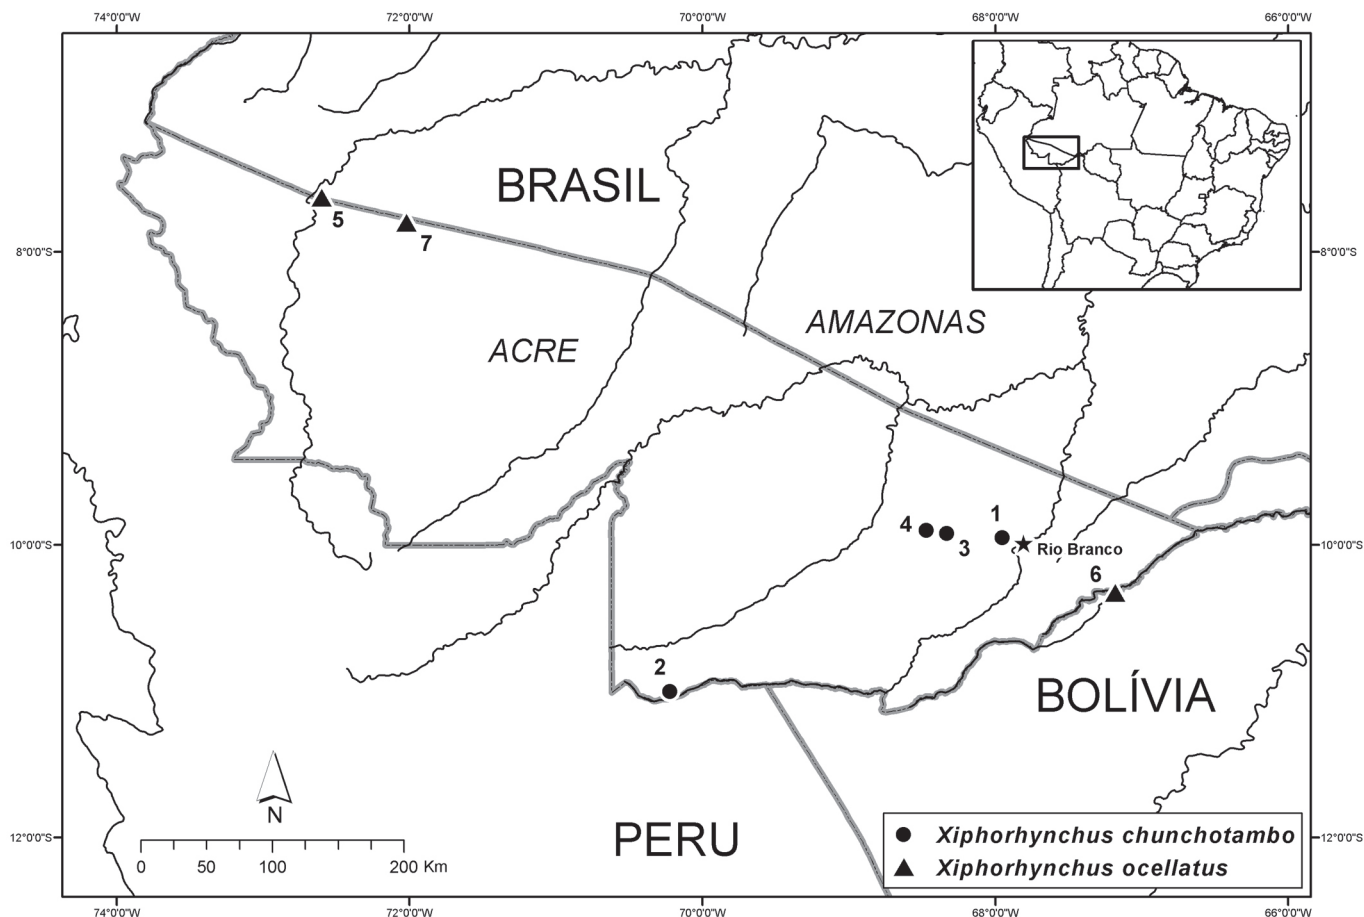 74°0'0"W 72°0'0"W 70°0'0"W 68°0'0"W 66°0'0"W
BRASIL
5
7
8°0'0"S 8°0'0"S
AMAZONAS
ACRE
4 3 1
10°0'0"S 10°0'0"S
Rio Branco
6
2
BOLÍVIA
N
PERU
0 50 100 200 Km
12°0'0"S 12°0'0"S
Xiphorhynchus chunchotambo
Xiphorhynchus ocellatus
74°0'0"W 72°0'0"W 70°0'0"W 68°0'0"W 66°0'0"W